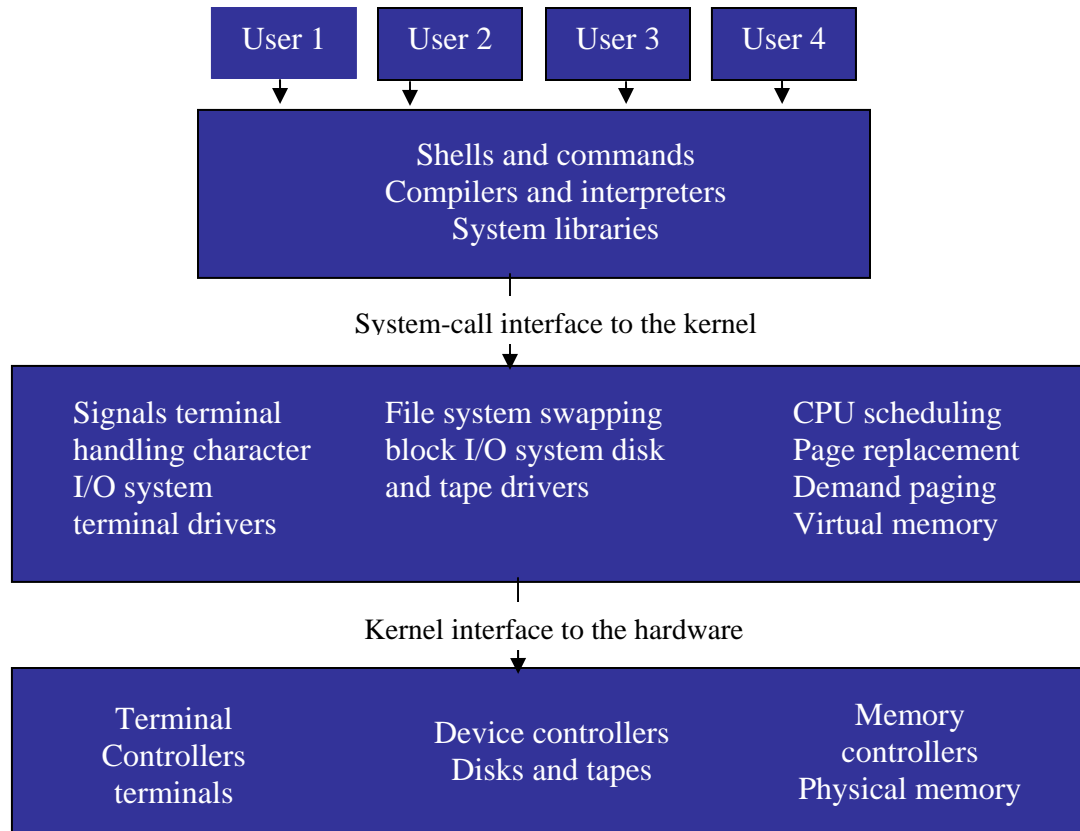 User 1
User 2
User 3
User 4
Shells and commands
Compilers and interpreters
System libraries
System-call interface to the kernel
Signals terminal
handling character
I/O system
terminal drivers
File system swapping
block I/O system disk
and tape drivers
CPU scheduling
Page replacement
Demand paging
Virtual memory
Kernel interface to the hardware
Terminal
Controllers
terminals
Device controllers
Disks and tapes
Memory
controllers
Physical memory